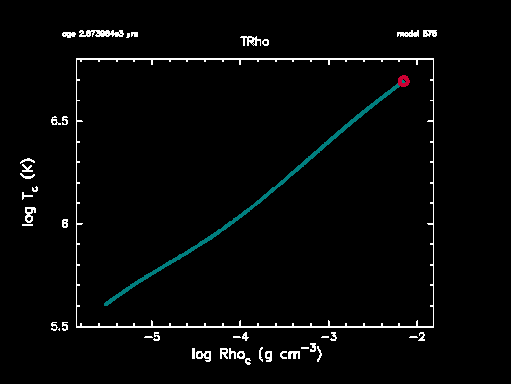 age 2.673984e3 yrs model 576
TRho
6.5
6
5.5
log T_c (K)
-5 -4 -3 -2
log Rho_c (g cm^-3)